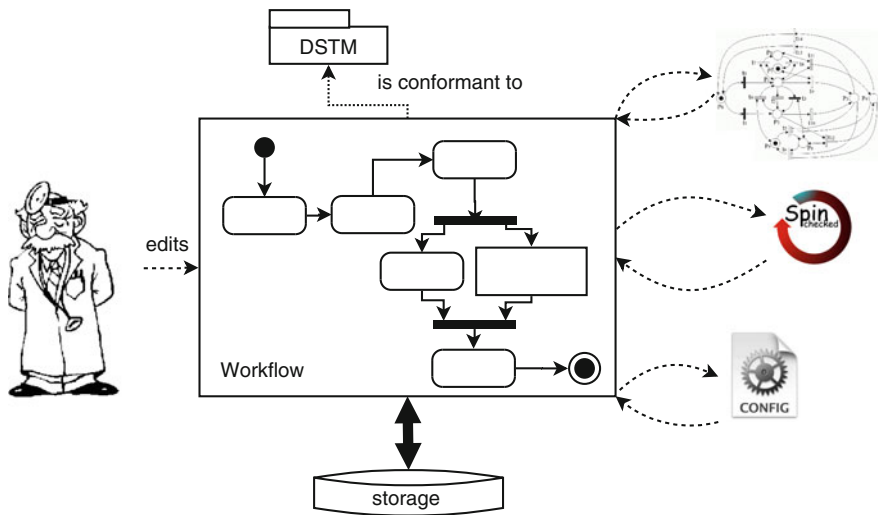 DSTM
is conformant to
edits
Workflow
storage
Spin
checked
CONFIG